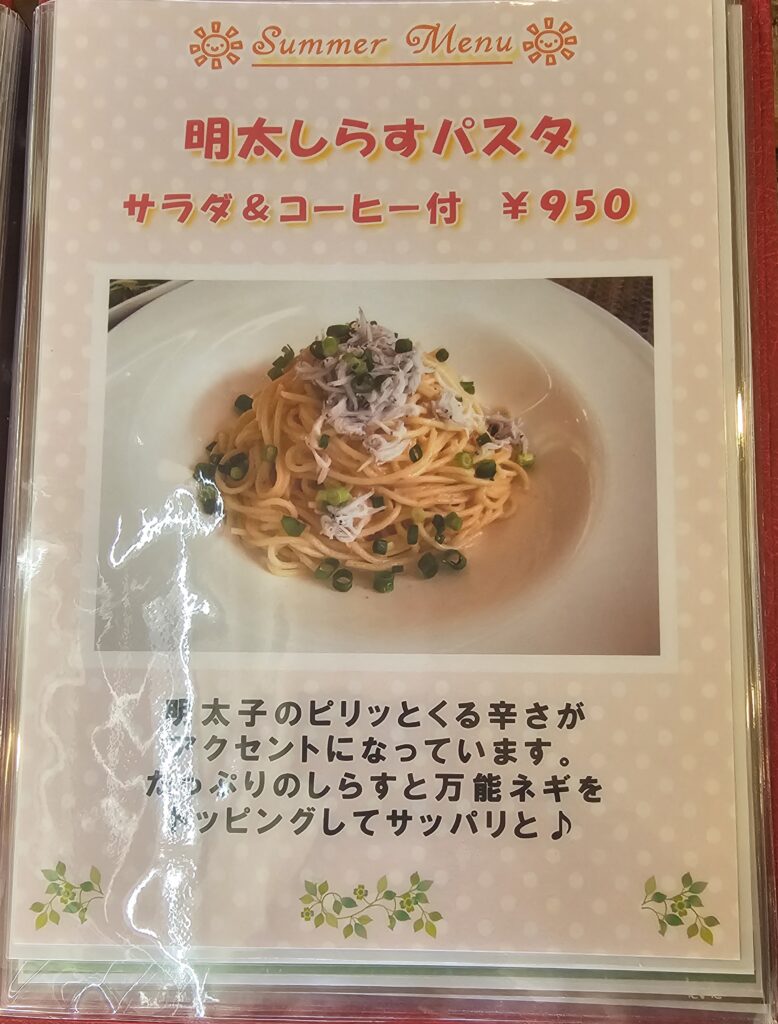 Summer Menu
明太しらすパスタ
サラダ＆コーヒー付 ￥950
明太子のピリッとくる辛さが
アクセントになっています。
たっぷりのしらすと万能ネギを
トッピングしてサッパリと♪